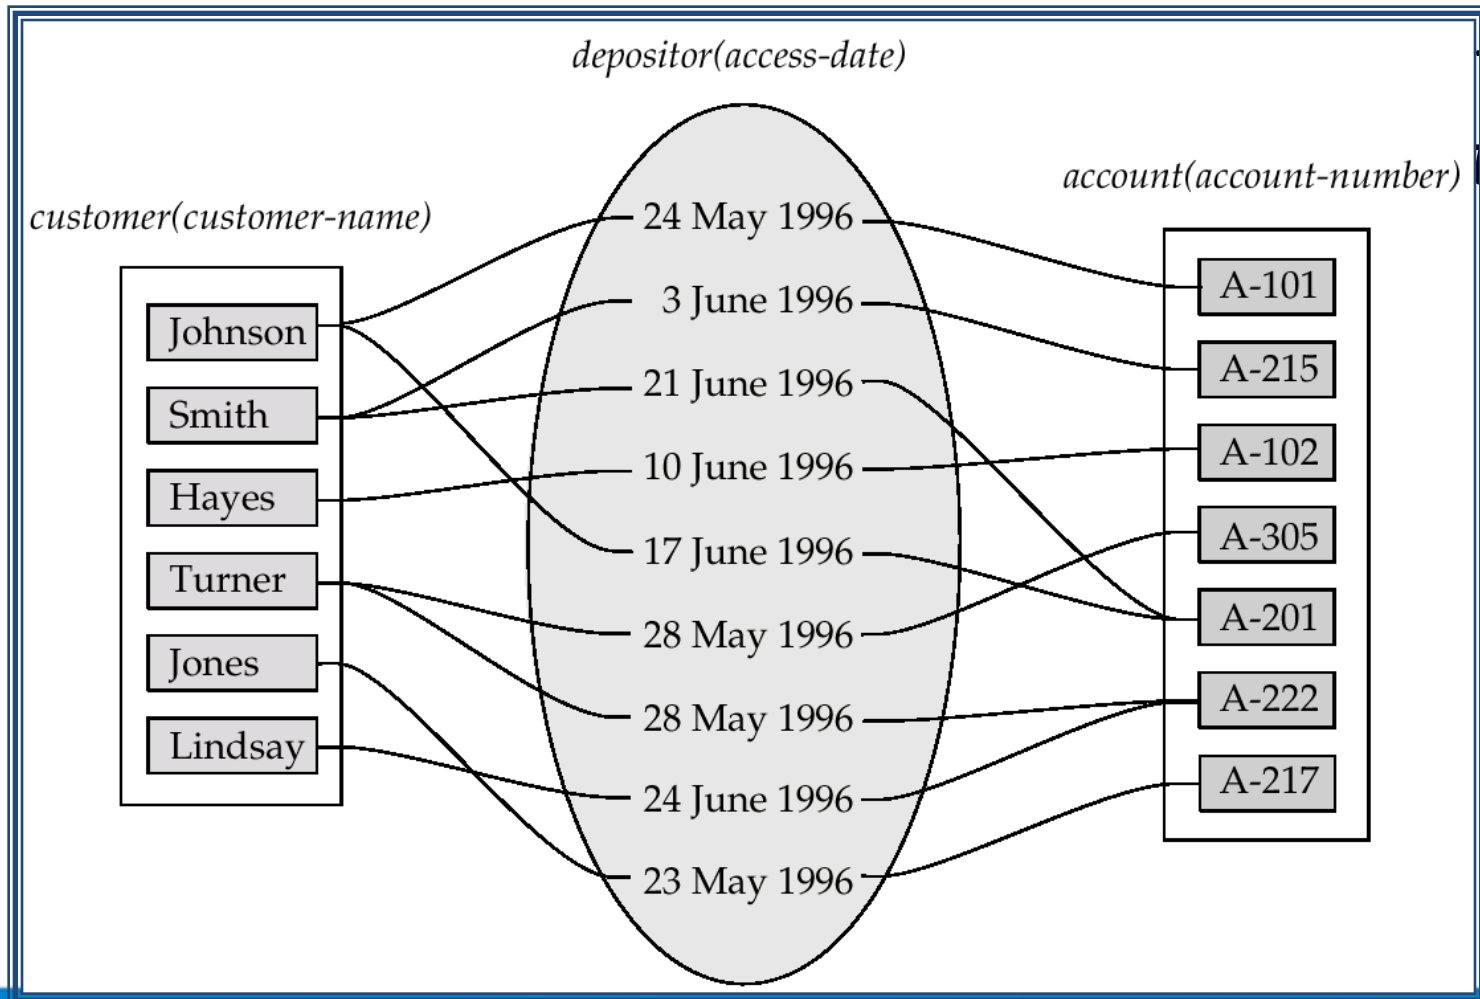 depositor(access-date)
account(account-number)
customer(customer-name)
Johnson
Smith
Hayes
Turner
Jones
Lindsay
24 May 1996
3 June 1996
21 June 1996
10 June 1996
17 June 1996
28 May 1996
28 May 1996
24 June 1996
23 May 1996
A-101
A-215
A-102
A-305
A-201
A-222
A-217